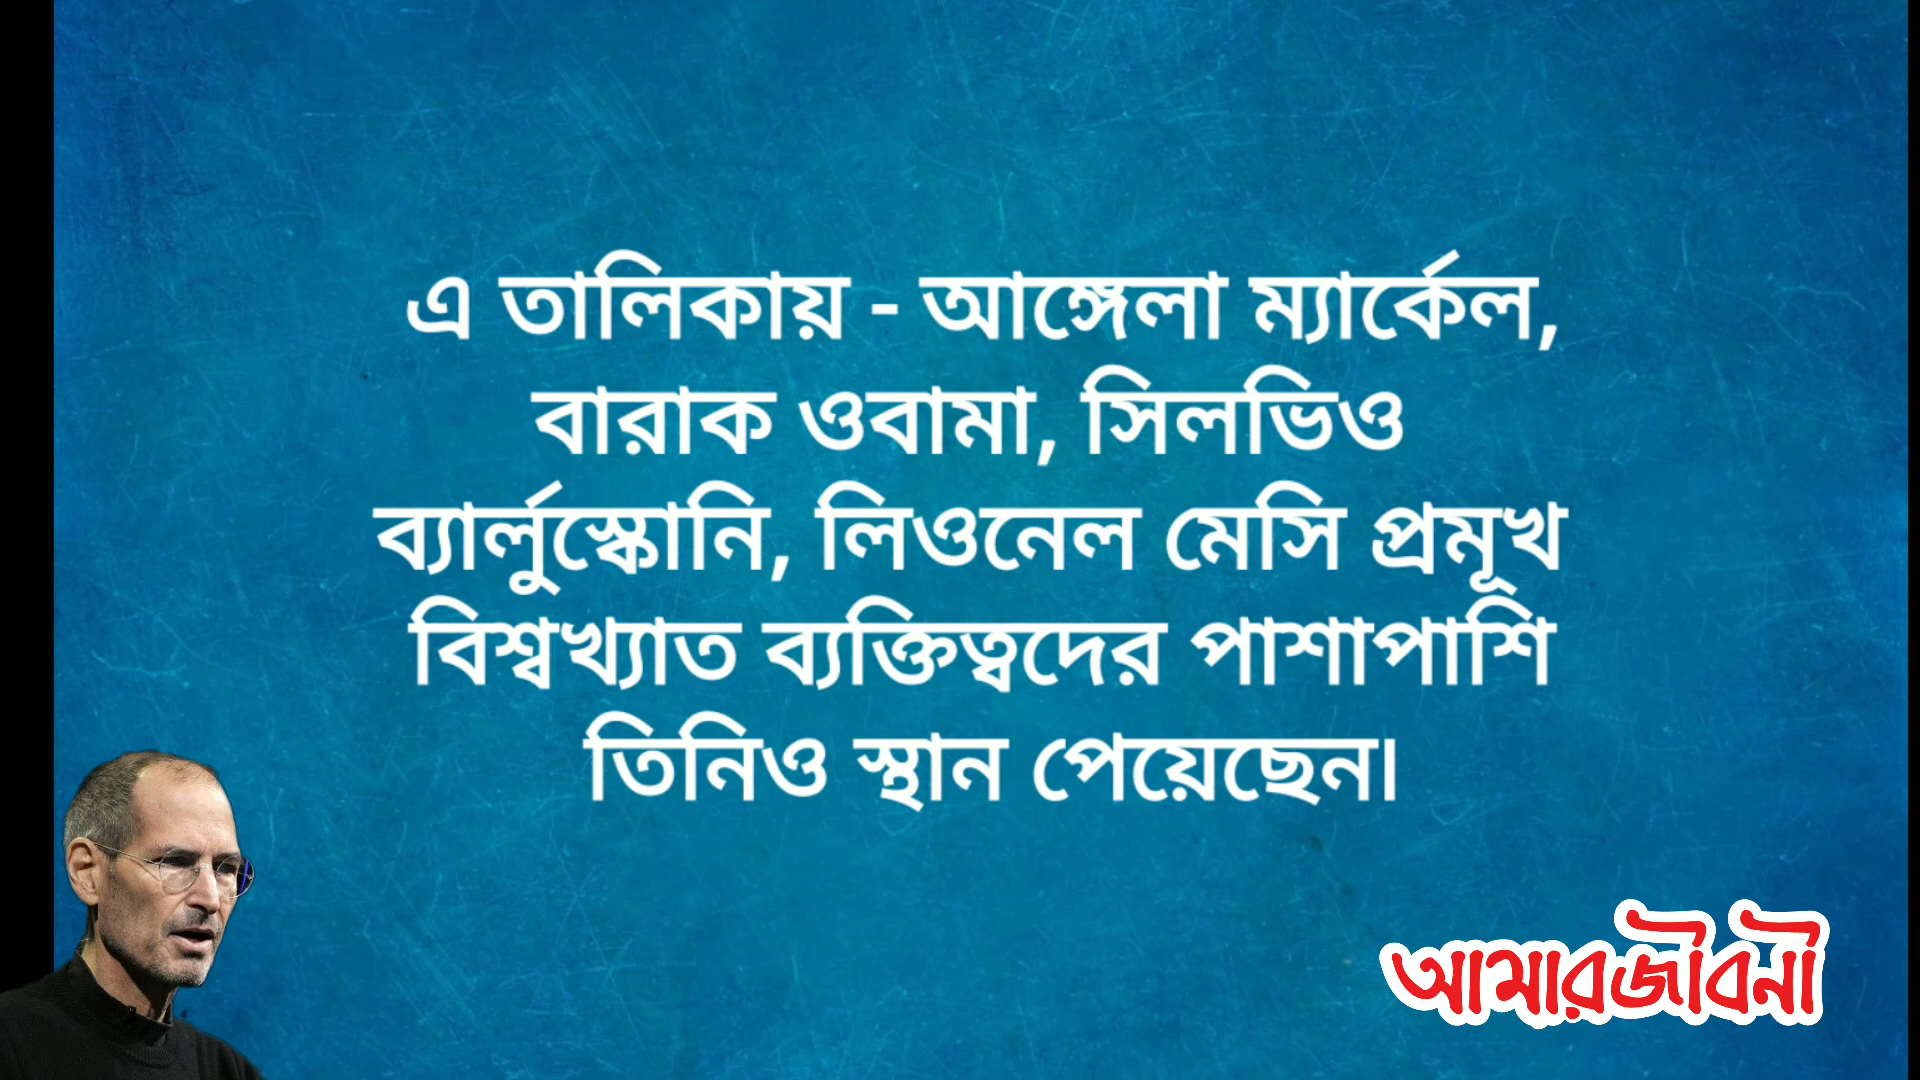 এ তালিকায় - আঙ্গেলা ম্যার্কেল,
বারাক ওবামা, সিলভিও
ব্যার্লুস্কোনি, লিওনেল মেসি প্রমূখ
বিশ্বখ্যাত ব্যক্তিত্বদের পাশাপাশি
তিনিও স্থান পেয়েছেন।
আমারজীবনী